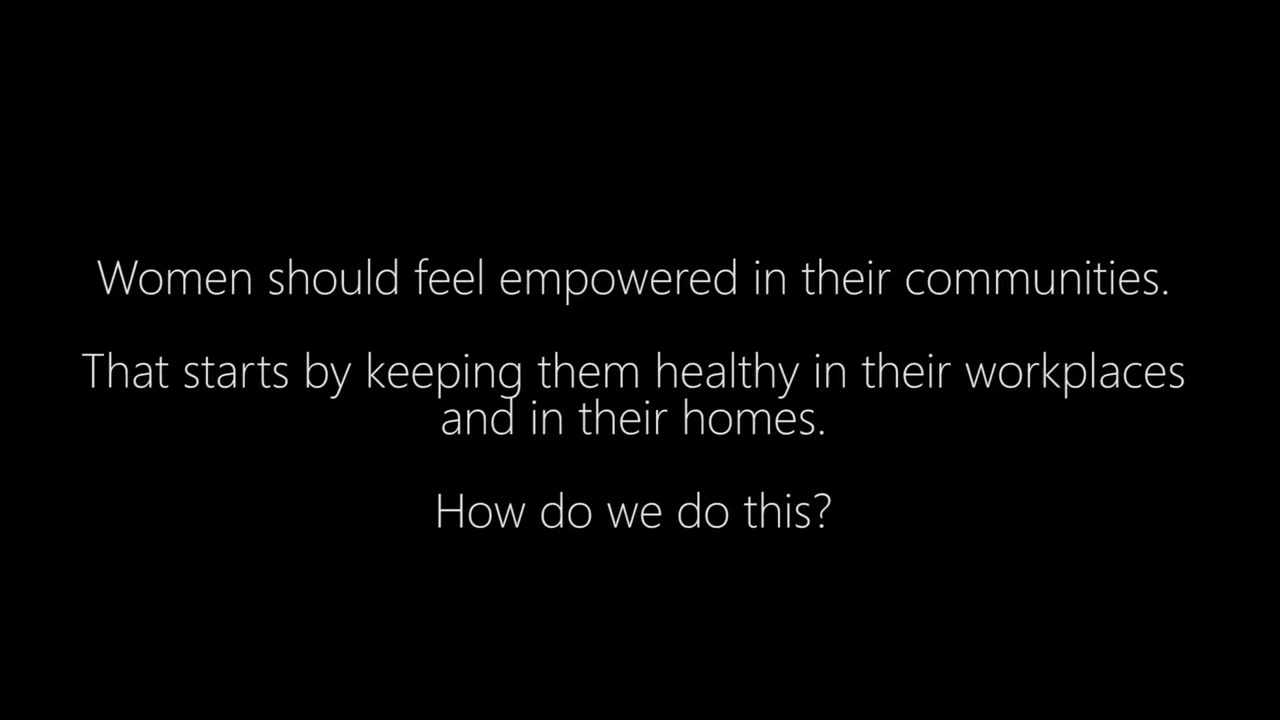 Women should feel empowered in their communities.
That starts by keeping them healthy in their workplaces
and in their homes.
How do we do this?